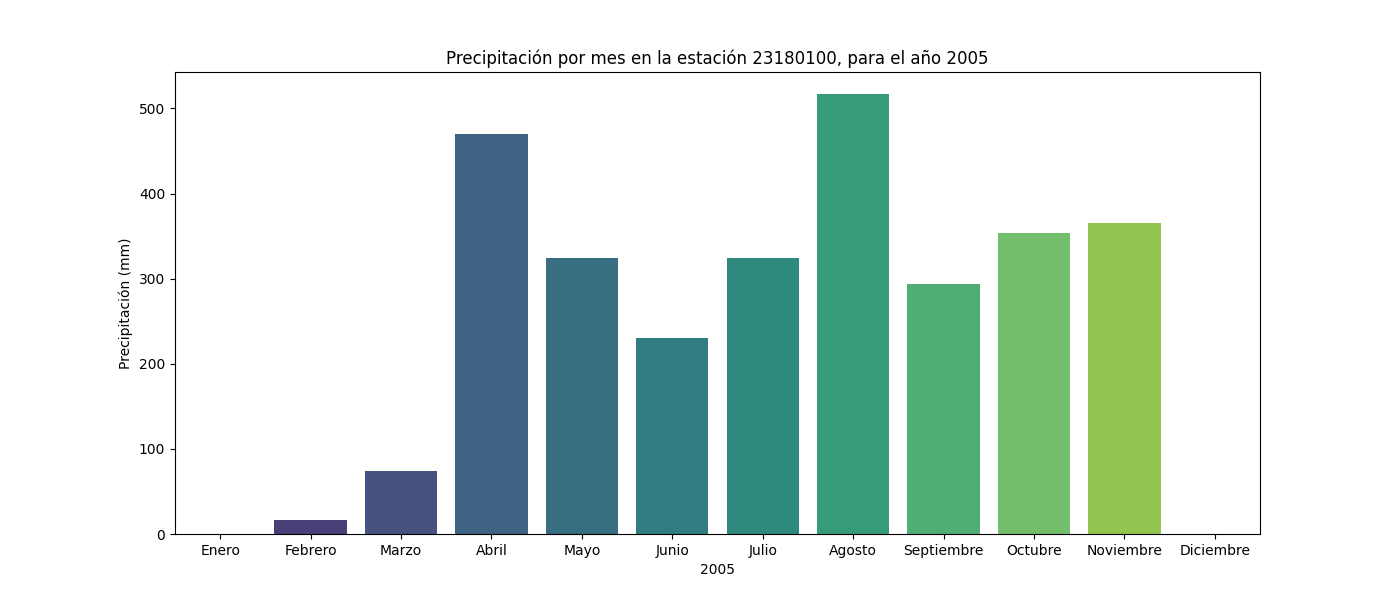 Precipitación por mes en la estación 23180100, para el año 2005
Precipitación (mm)
500
400
300
200
100
0
Enero Febrero Marzo Abril Mayo Junio Julio Agosto Septiembre Octubre Noviembre Diciembre
2005